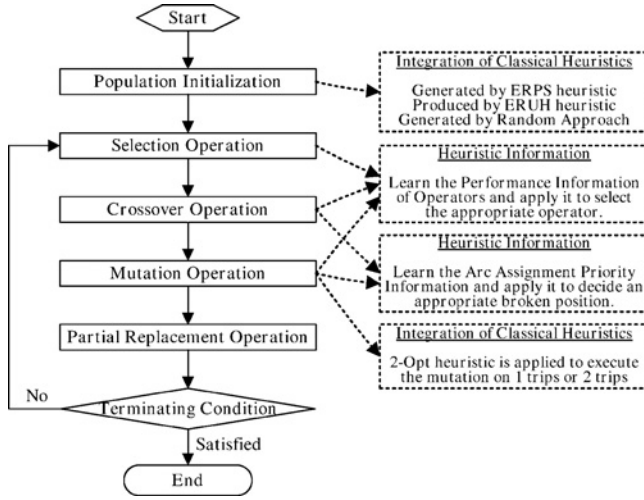 Start
Population Initialization
Selection Operation
Crossover Operation
Mutation Operation
Partial Replacement Operation
Terminating Condition
No
Satisfied
End
Integration of Classical Heuristics
Generated by ERPS heuristic
Produced by ERUH heuristic
Generated by Random Approach
Heuristic Information
Learn the Performance Information
of Operators and apply it to select
the appropriate operator.
Heuristic Information
Learn the Arc Assignment Priority
Information and apply it to decide an
appropriate broken position.
Integration of Classical Heuristics
2-Opt heuristic is applied to execute
the mutation on 1 trips or 2 trips